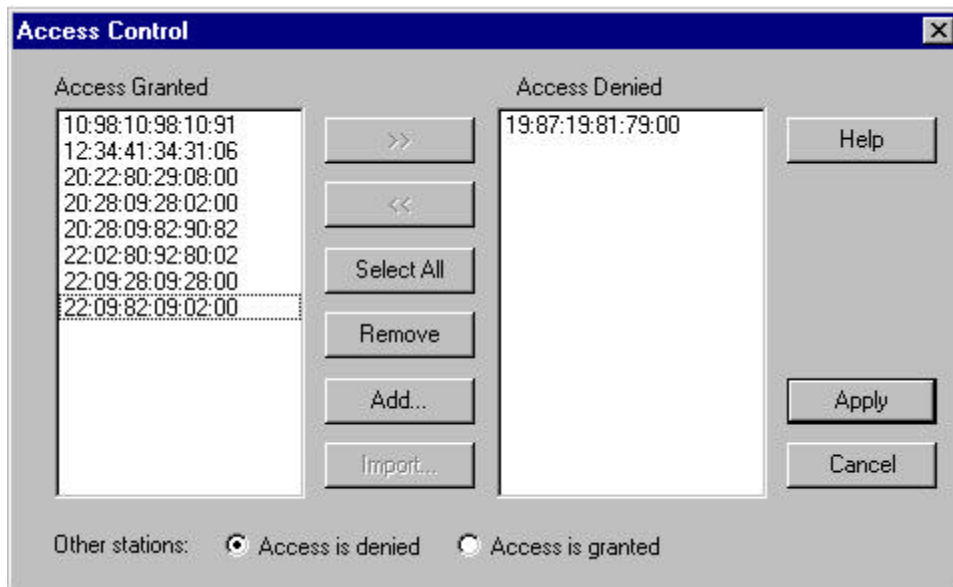 Access Control
Access Granted
10:98:10:98:10:91
12:34:41:34:31:06
20:22:80:29:08:00
20:28:09:28:02:00
20:28:09:82:90:82
22:02:80:92:80:02
22:09:28:09:28:00
22:09:82:09:02:00
>>
<<
Select All
Remove
Add...
Import...
Access Denied
19:87:19:81:79:00
Help
Apply
Cancel
Other stations: Access is denied Access is granted